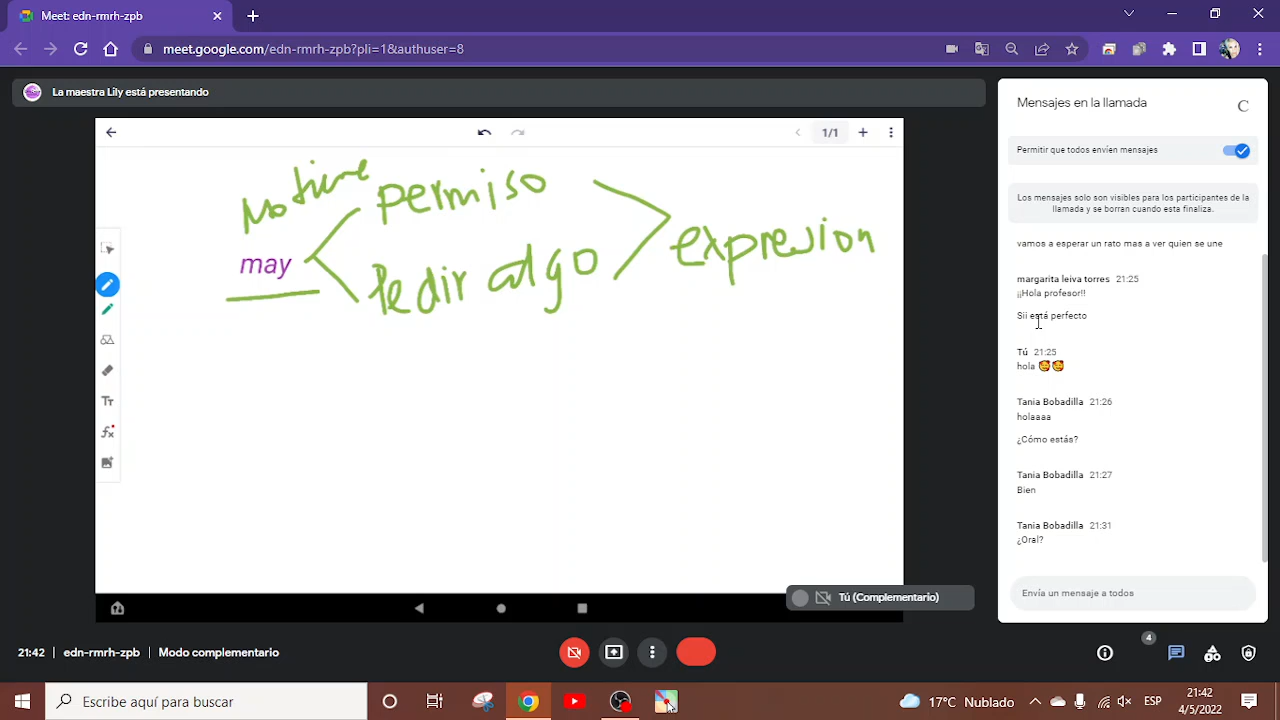 Meet: edn-rmrh-zpb
meet.google.com/edn-rmrh-zpb?pli=1&authuser=8
La maestra Lily está presentando
1/1
No tiene
permiso
may
Pedir algo
expresion
Tú (Complementario)
Mensajes en la llamada
Permitir que todos envíen mensajes
Los mensajes solo son visibles para los participantes de la
llamada y se borran cuando esta finaliza.
vamos a esperar un rato mas a ver quien se une
margarita leiva torres 21:25
¡¡Hola profesor!!
Sii está perfecto
Tú 21:25
hola 🥰🥰
Tania Bobadilla 21:26
holaaaa
¿Cómo estás?
Tania Bobadilla 21:27
Bien
Tania Bobadilla 21:31
¿Oral?
Envía un mensaje a todos
21:42 | edn-rmrh-zpb | Modo complementario
4
Escribe aquí para buscar
17°C Nublado
ESP
21:42
4/5/2022